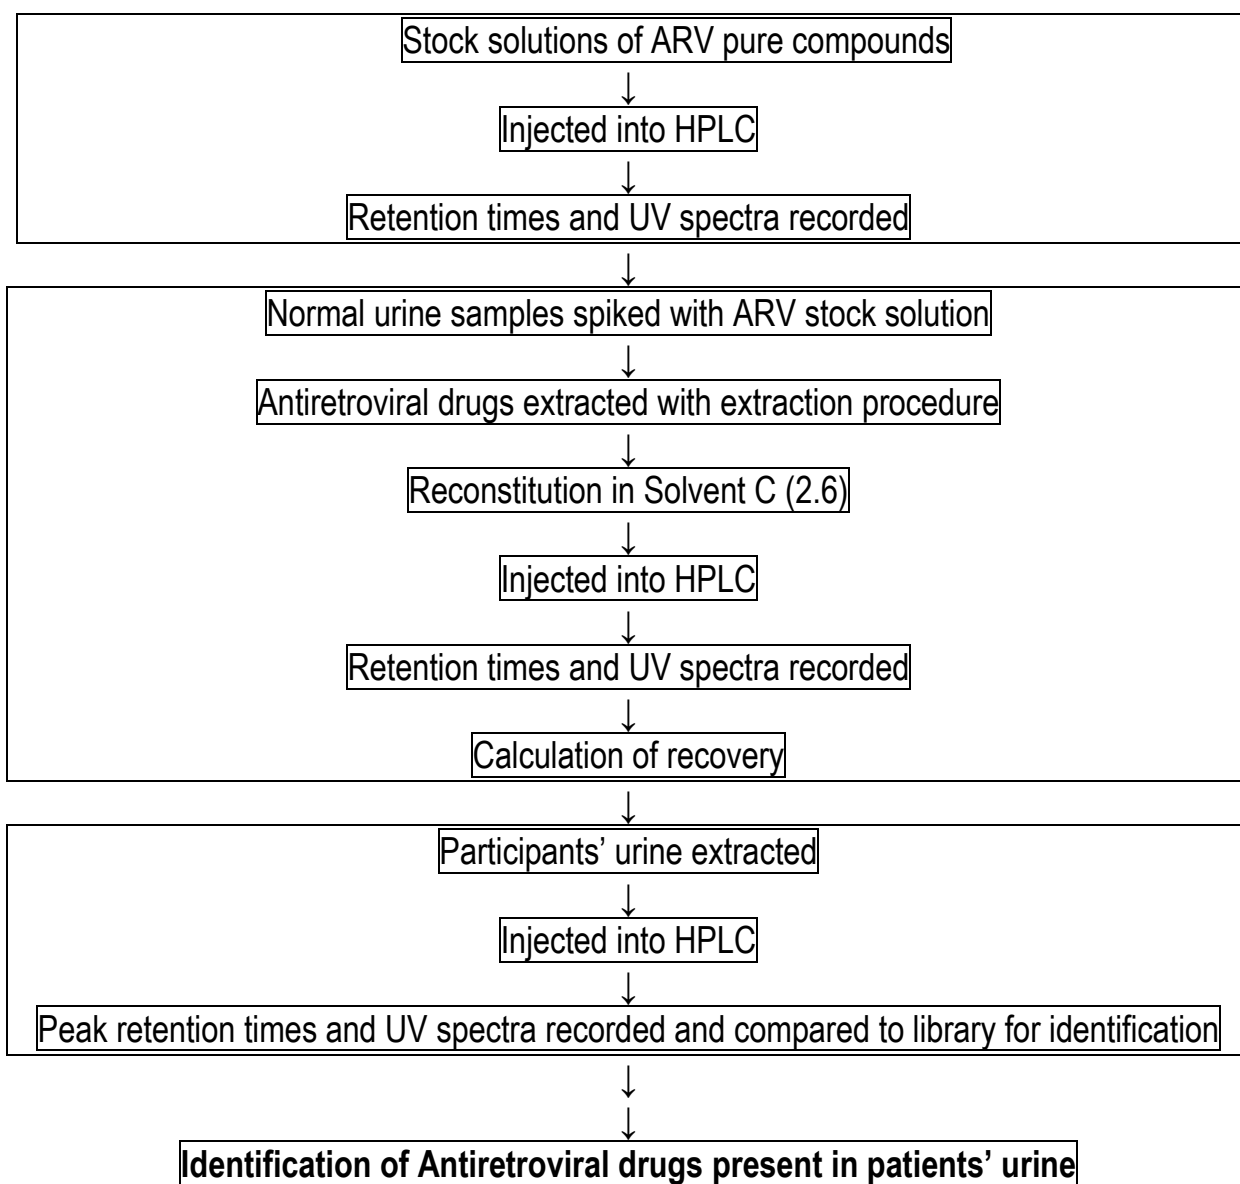 Stock solutions of ARV pure compounds
↓
Injected into HPLC
↓
Retention times and UV spectra recorded
↓
Normal urine samples spiked with ARV stock solution
↓
Antiretroviral drugs extracted with extraction procedure
↓
Reconstitution in Solvent C (2.6)
↓
Injected into HPLC
↓
Retention times and UV spectra recorded
↓
Calculation of recovery
↓
Participants’ urine extracted
↓
Injected into HPLC
↓
Peak retention times and UV spectra recorded and compared to library for identification
↓
↓
Identification of Antiretroviral drugs present in patients’ urine